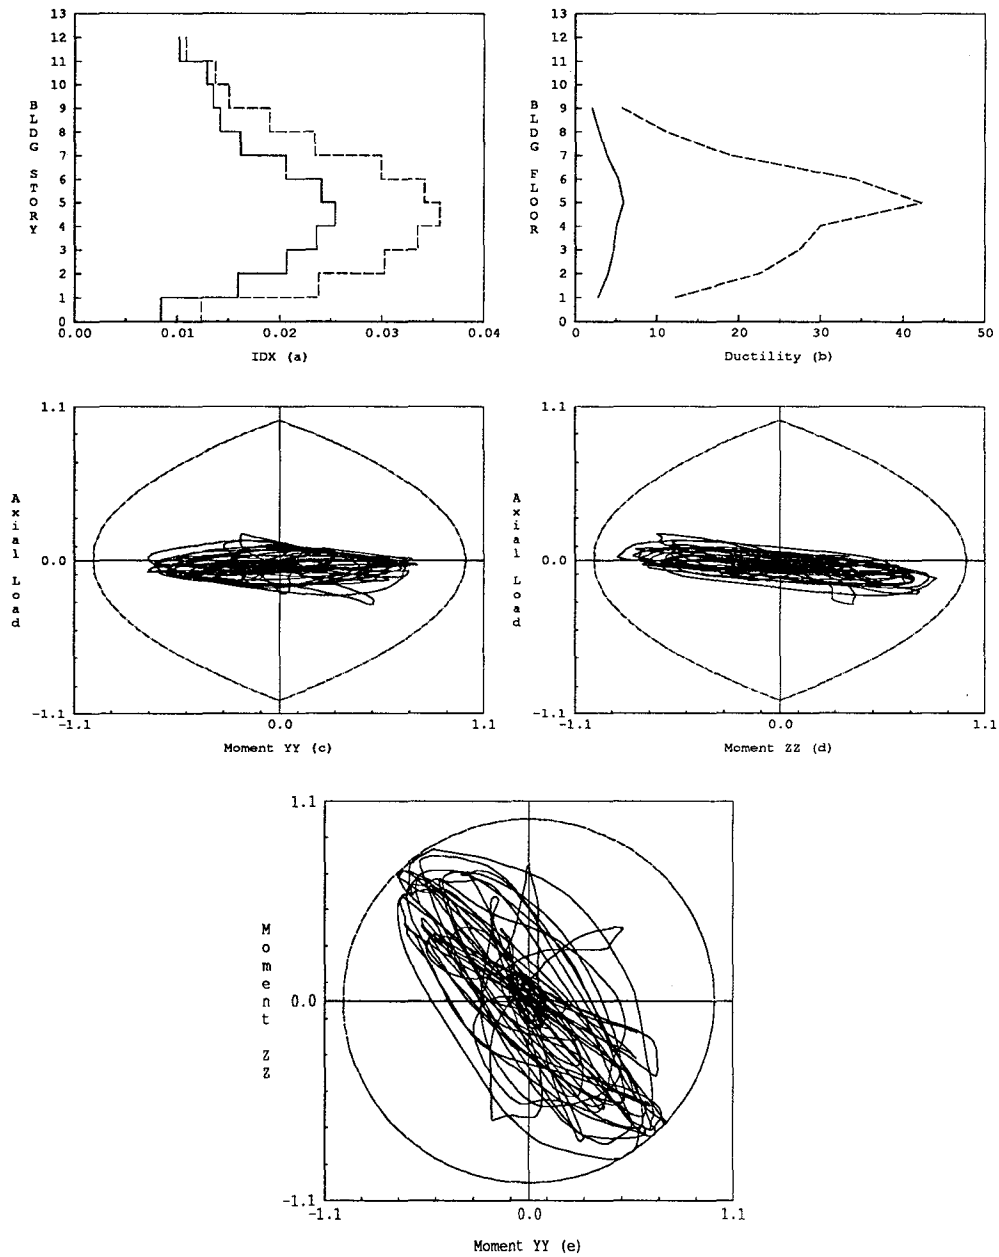 13
12
11
10
9
8
7
6
5
4
3
2
1
0
BLDG STORY
0.00 0.01 0.02 0.03 0.04
IDX (a)
13
12
11
10
9
8
7
6
5
4
3
2
1
0
BLDG FLOOR
0 10 20 30 40 50
Ductility (b)
1.1
Axial Load
0.0
-1.1
-1.1 0.0 1.1
Moment YY (c)
1.1
Axial Load
0.0
-1.1
-1.1 0.0 1.1
Moment ZZ (d)
1.1
Moment ZZ
0.0
-1.1
-1.1 0.0 1.1
Moment YY (e)